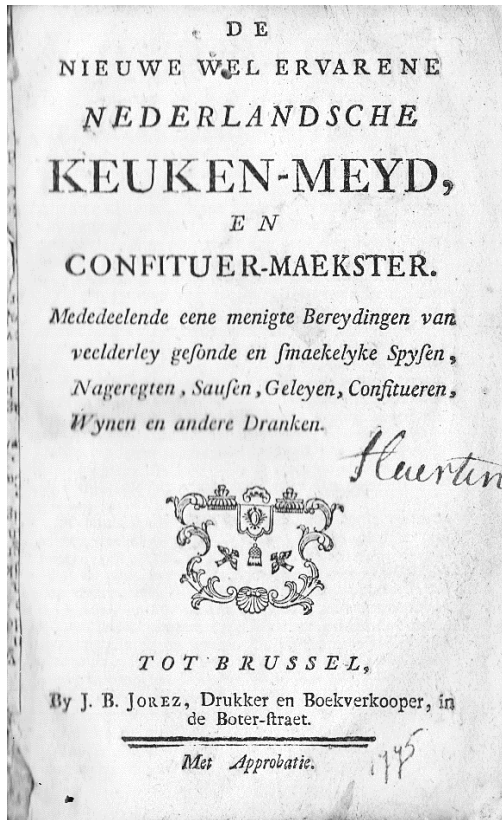 DE
NIEUWE WEL ERVARENE
NEDERLANDSCHE
KEUKEN-MEYD,
EN
CONFITUER-MAEKSTER.
Mededeelende eene menigte Bereydingen van
veelderley geſonde en ſmaekelyke Spyſen,
Nageregten, Sauſen, Geleyen, Confitueren,
Wynen en andere Dranken.
TOT BRUSSEL,
By J. B. JOREZ, Drukker en Boekverkooper, in
de Boter-ſtraet.
Met Approbatie.
1775